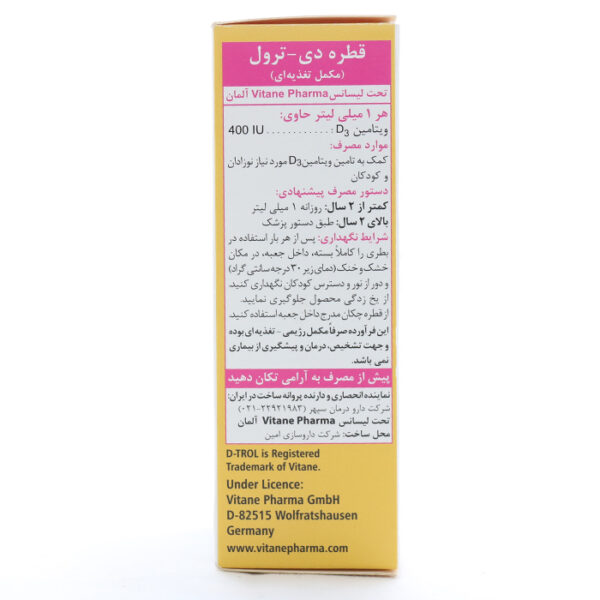 قطره دی-ترول
(مکمل تغذیه‌ای)
تحت لیسانس Vitane Pharma آلمان
هر ۱ میلی لیتر حاوی:
ویتامین D3 : ............ 400 IU
موارد مصرف:
کمک به تامین ویتامین D3 مورد نیاز نوزادان
و کودکان
دستور مصرف پیشنهادی:
کمتر از ۲ سال: روزانه ۱ میلی لیتر
بالای ۲ سال: طبق دستور پزشک
شرایط نگهداری: پس از هر بار استفاده در
بطری را کاملاً بسته، داخل جعبه، در مکان
خشک و خنک (دمای زیر ۳۰ درجه سانتی گراد)
و دور از نور و دسترس کودکان نگهداری کنید.
از یخ زدگی محصول جلوگیری نمایید.
از قطره چکان مدرج داخل جعبه استفاده کنید.
این فرآورده صرفاً مکمل رژیمی - تغذیه‌ای بوده
و جهت تشخیص، درمان و پیشگیری از بیماری
نمی باشد.
پیش از مصرف به آرامی تکان دهید
نماینده انحصاری و دارنده پروانه ساخت در ایران:
شرکت دارو درمان سپهر (۲۲۹۲۱۹۸۳-۰۲۱)
تحت لیسانس Vitane Pharma آلمان
محل ساخت: شرکت داروسازی امین
D-TROL is Registered
Trademark of Vitane.
Under Licence:
Vitane Pharma GmbH
D-82515 Wolfratshausen
Germany
www.vitanepharma.com